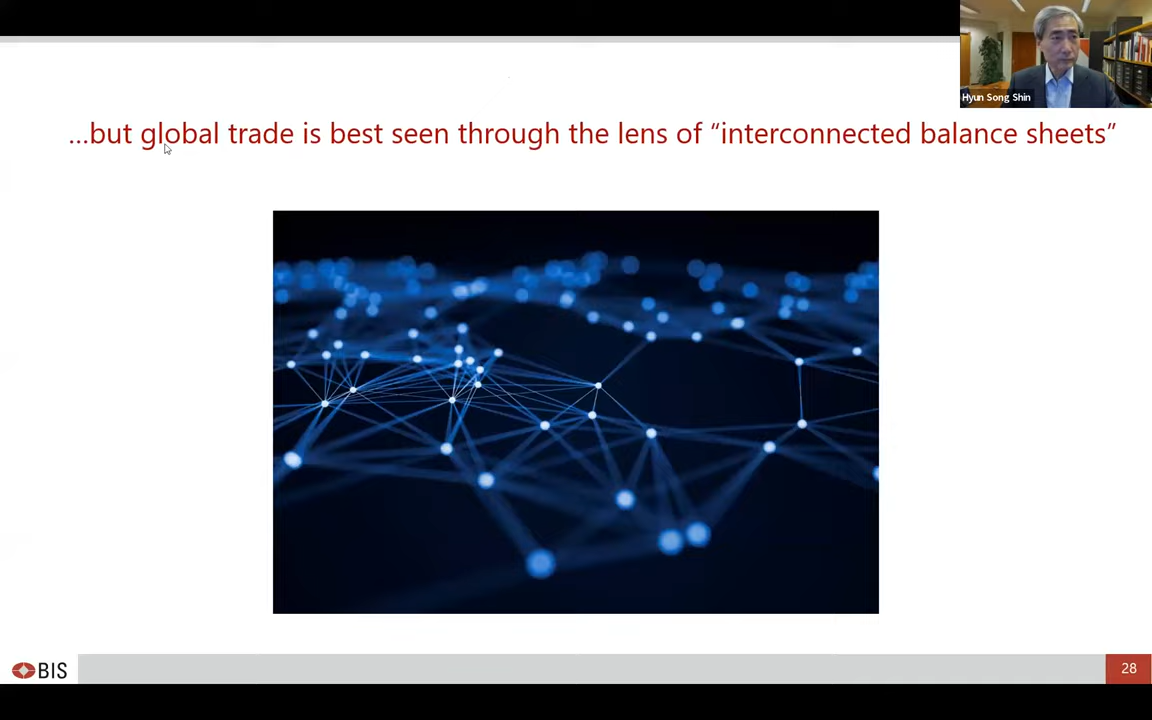 Hyun Song Shin
...but global trade is best seen through the lens of “interconnected balance sheets”
BIS
28